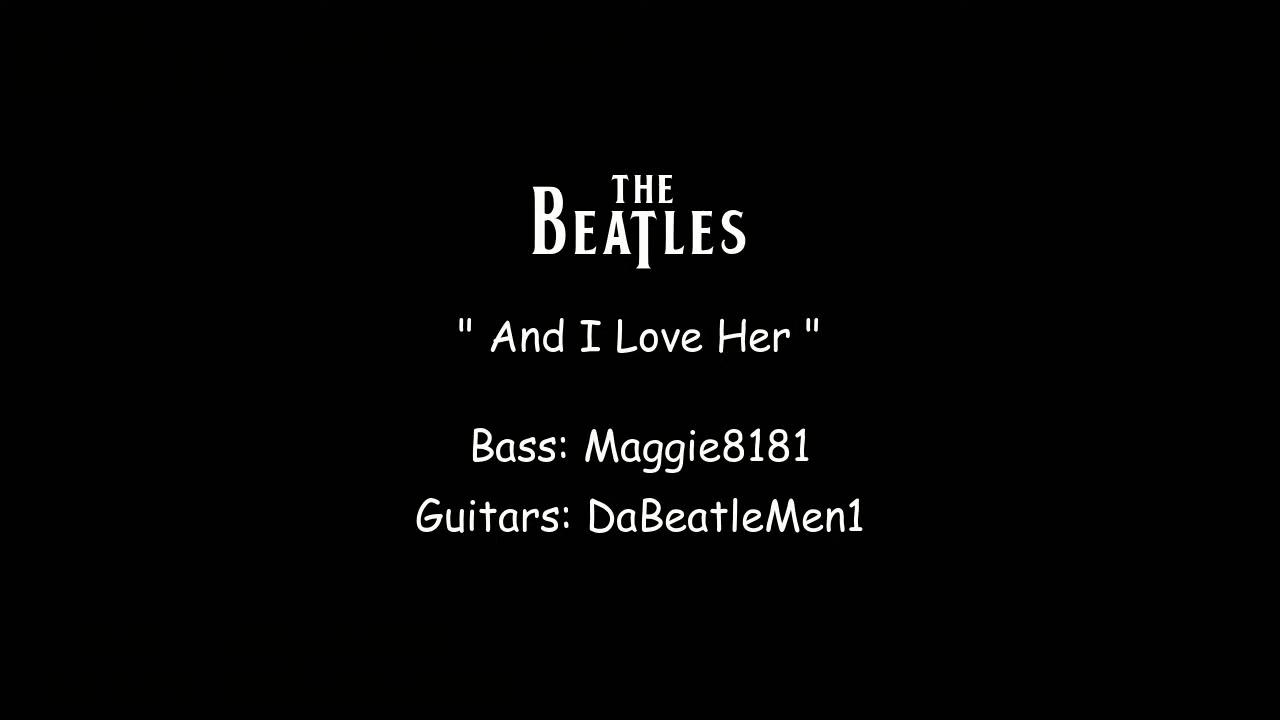 THE
BEATLES
" And I Love Her "
Bass: Maggie8181
Guitars: DaBeatleMen1